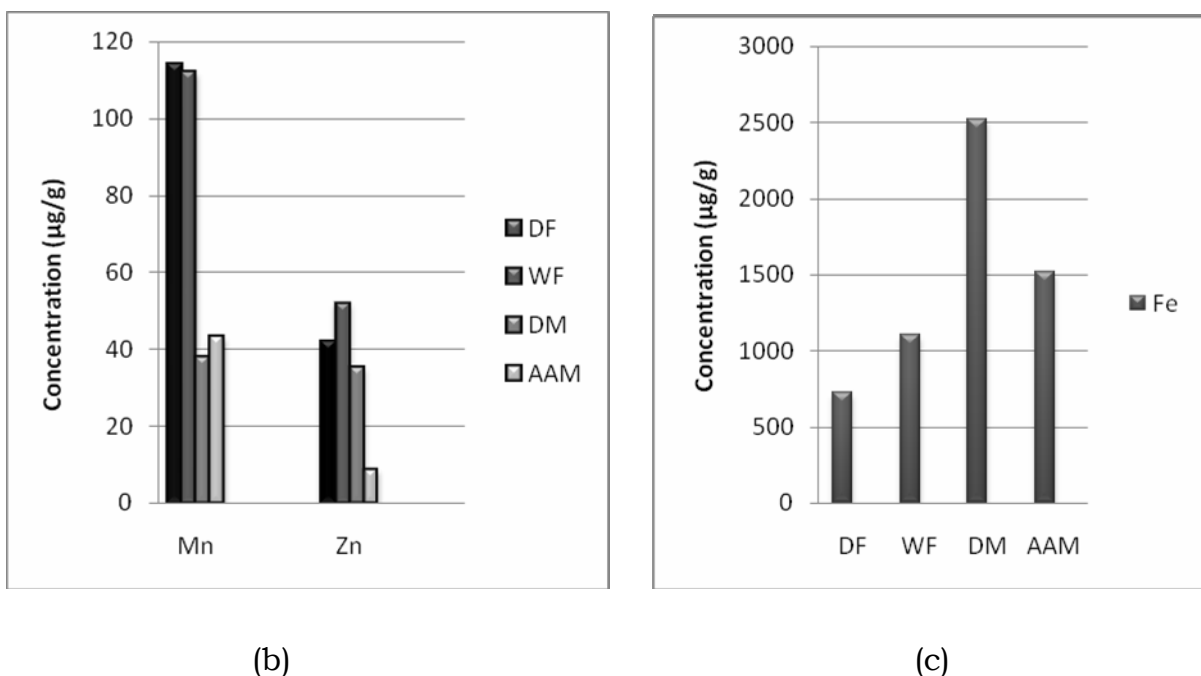 Concentration (µg/g)
120
100
80
60
40
20
0
Mn Zn
DF
WF
DM
AAM
(b)
Concentration (µg/g)
3000
2500
2000
1500
1000
500
0
DF WF DM AAM
Fe
(c)